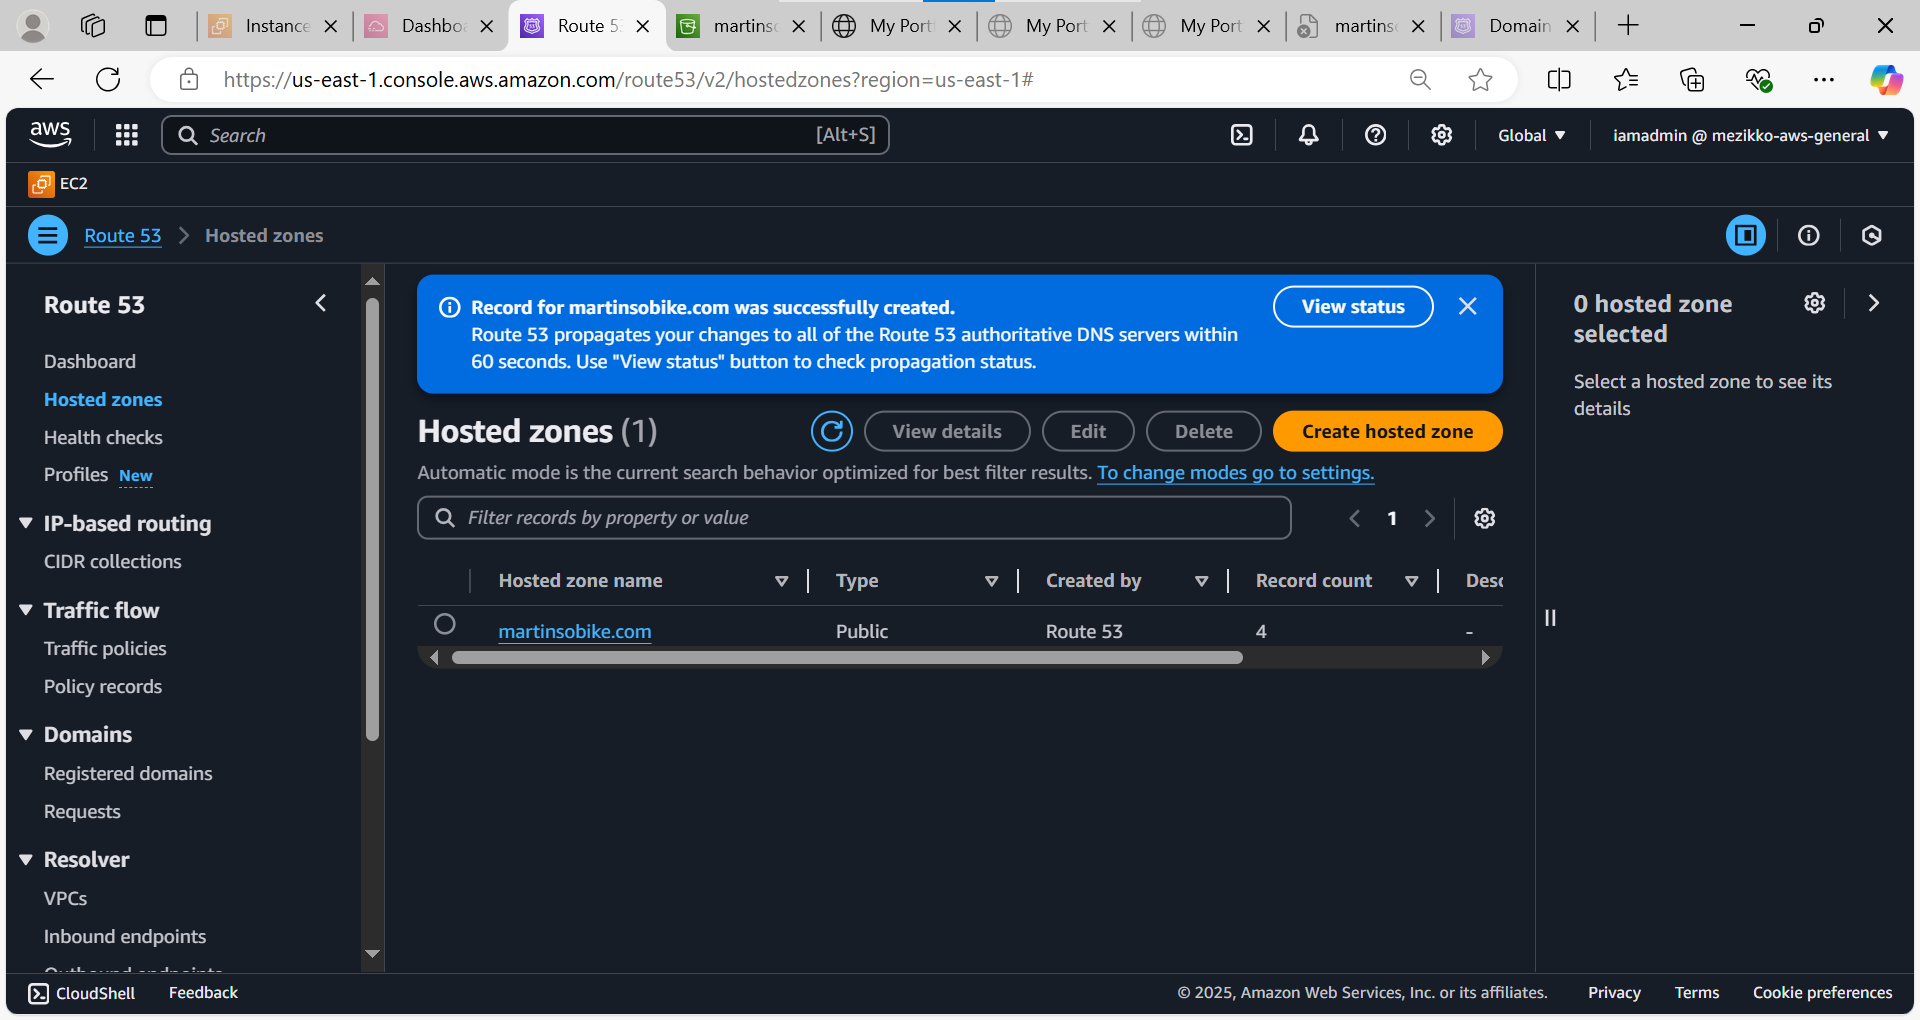 Instance
Dashbo
Route 5
martins
My Port
My Port
My Port
martins
Domain
https://us-east-1.console.aws.amazon.com/route53/v2/hostedzones?region=us-east-1#
aws
Search
[Alt+S]
Global
iamadmin @ mezikko-aws-general
EC2
Route 53
Hosted zones
Route 53
Dashboard
Hosted zones
Health checks
Profiles New
IP-based routing
CIDR collections
Traffic flow
Traffic policies
Policy records
Domains
Registered domains
Requests
Resolver
VPCs
Inbound endpoints
Outbound endpoints
Record for martinsobike.com was successfully created.
Route 53 propagates your changes to all of the Route 53 authoritative DNS servers within
60 seconds. Use "View status" button to check propagation status.
View status
Hosted zones (1)
View details
Edit
Delete
Create hosted zone
Automatic mode is the current search behavior optimized for best filter results. To change modes go to settings.
Filter records by property or value
1
Hosted zone name
Type
Created by
Record count
Desc
martinsobike.com
Public
Route 53
4
-
0 hosted zone
selected
Select a hosted zone to see its
details
CloudShell
Feedback
© 2025, Amazon Web Services, Inc. or its affiliates.
Privacy
Terms
Cookie preferences